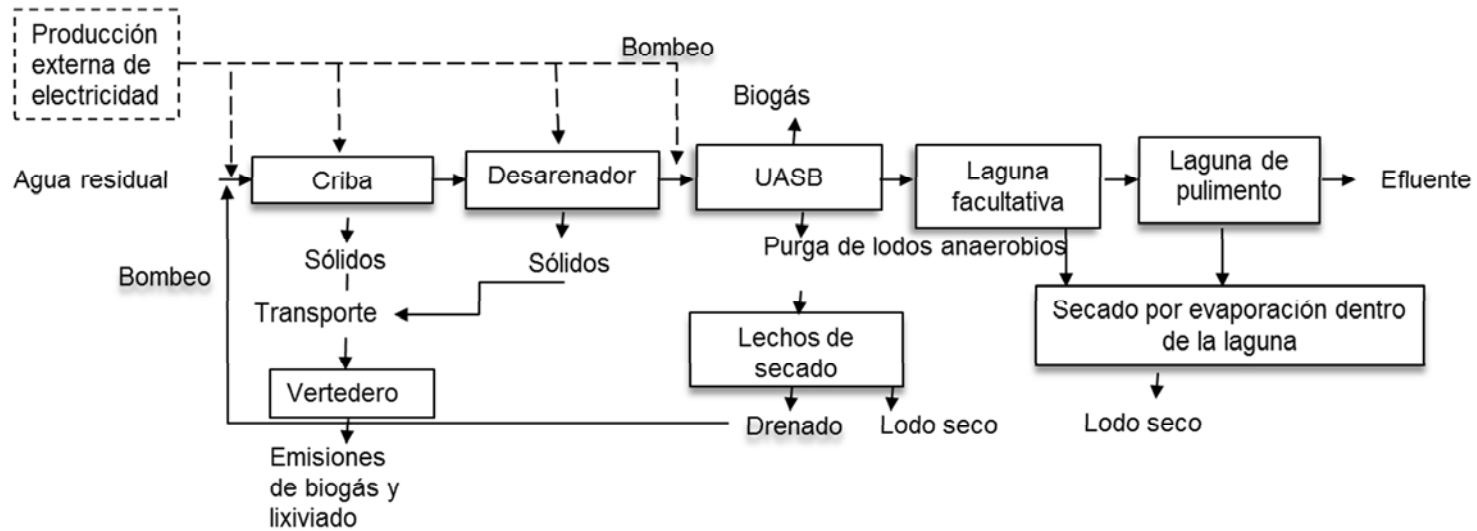 Producción
externa de
electricidad
Bombeo
Biogás
Agua residual
Criba
Desarenador
UASB
Laguna
facultativa
Laguna de
pulimento
Efluente
Sólidos
Sólidos
Purga de lodos anaerobios
Bombeo
Transporte
Lechos de
secado
Secado por evaporación dentro
de la laguna
Vertedero
Drenado
Lodo seco
Lodo seco
Emisiones
de biogás y
lixiviado